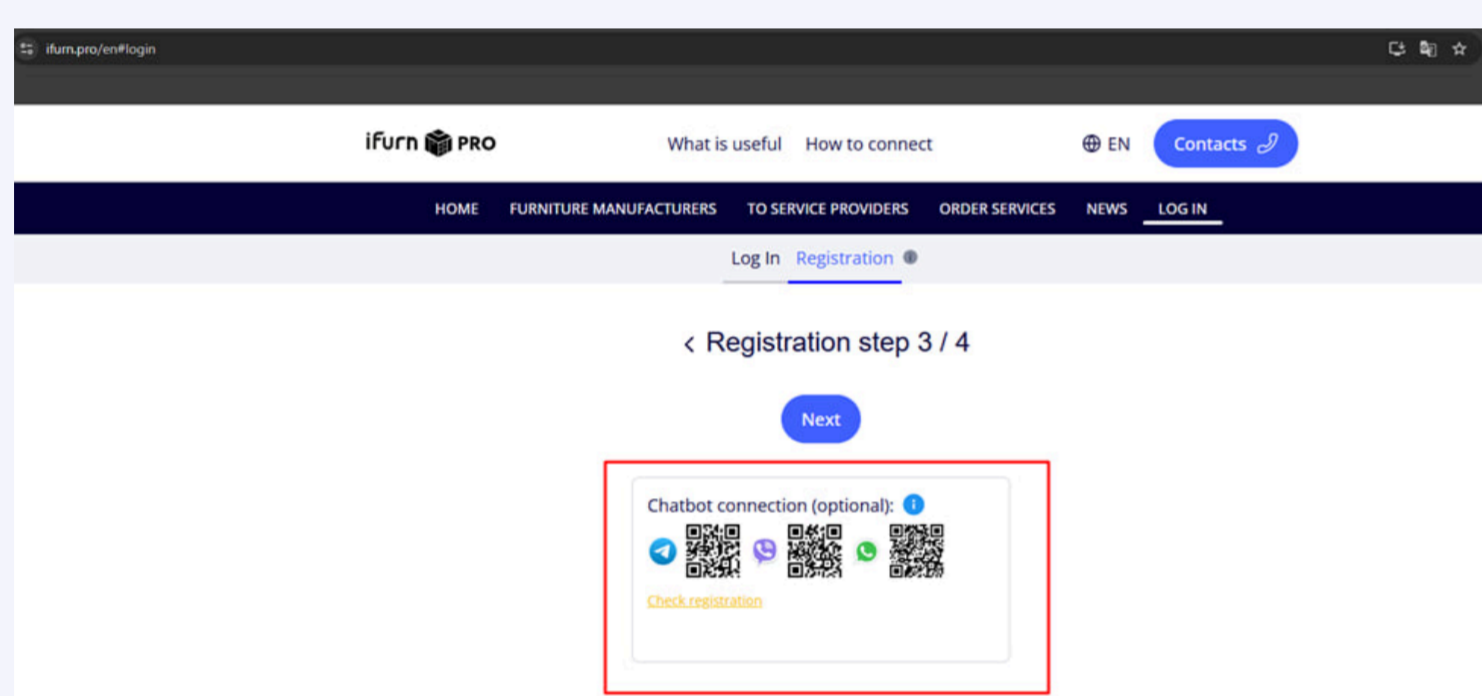 ifurn.pro/en#login
iFurn PRO
What is useful How to connect
EN
Contacts
HOME FURNITURE MANUFACTURERS TO SERVICE PROVIDERS ORDER SERVICES NEWS LOG IN
Log In Registration
< Registration step 3 / 4
Next
Chatbot connection (optional):
Check registration